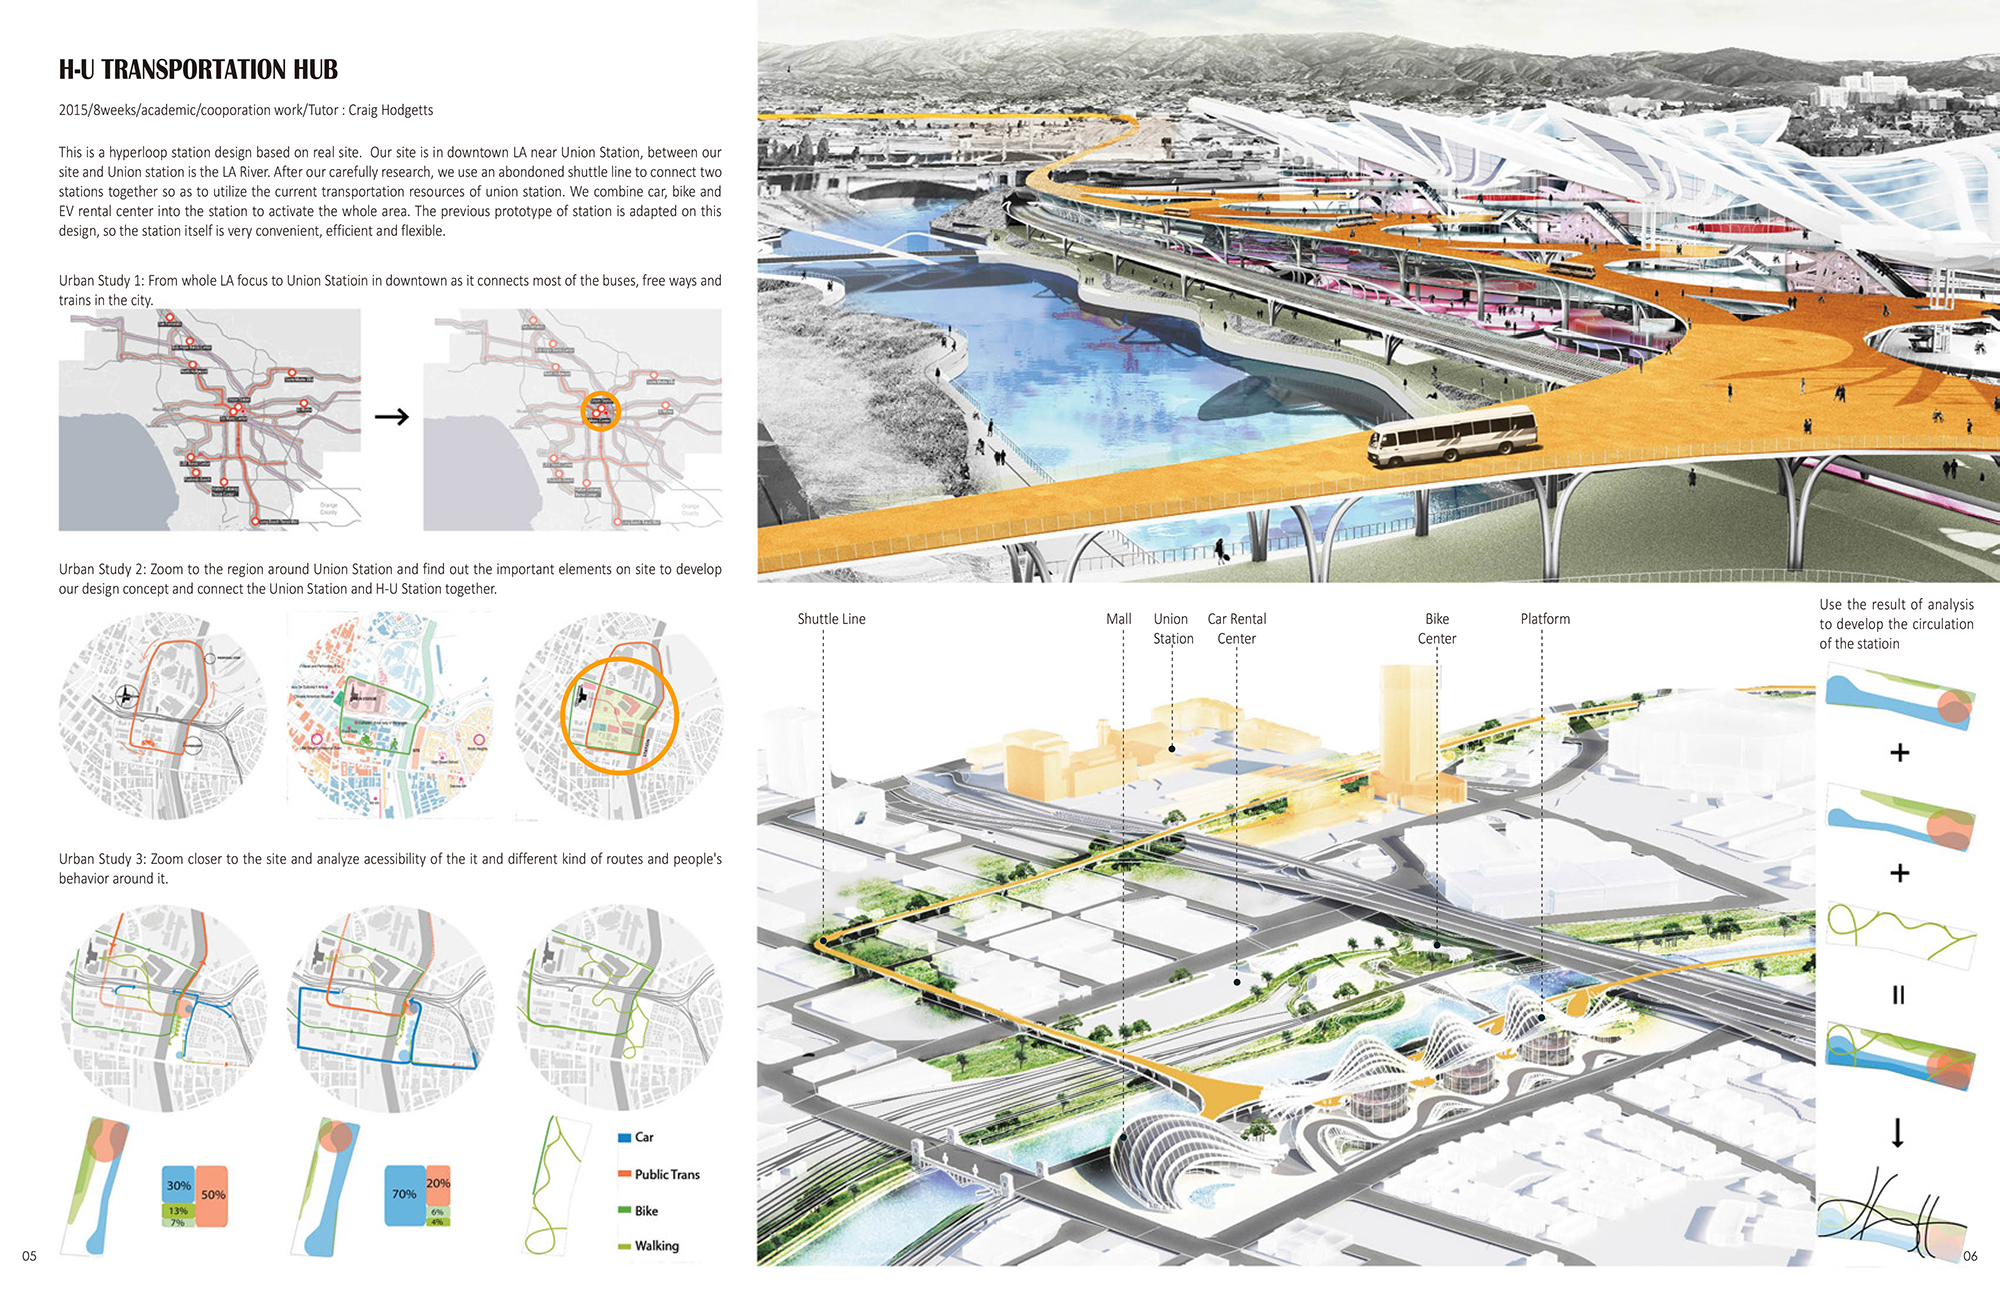 H-U TRANSPORTATION HUB
2015/8weeks/academic/cooporation work/Tutor : Craig Hodgetts
This is a hyperloop station design based on real site. Our site is in downtown LA near Union Station, between our
site and Union station is the LA River. After our carefully research, we use an abondoned shuttle line to connect two
stations together so as to utilize the current transportation resources of union station. We combine car, bike and
EV rental center into the station to activate the whole area. The previous prototype of station is adapted on this
design, so the station itself is very convenient, efficient and flexible.
Urban Study 1: From whole LA focus to Union Statioin in downtown as it connects most of the buses, free ways and
trains in the city.
Orange
County
Orange
County
Urban Study 2: Zoom to the region around Union Station and find out the important elements on site to develop
our design concept and connect the Union Station and H-U Station together.
Urban Study 3: Zoom closer to the site and analyze acessibility of the it and different kind of routes and people's
behavior around it.
30%
50%
13%
7%
70%
20%
6%
4%
Car
Public Trans
Bike
Walking
05
Shuttle Line
Mall
Union
Station
Car Rental
Center
Bike
Center
Platform
Use the result of analysis
to develop the circulation
of the statioin
+
+
06